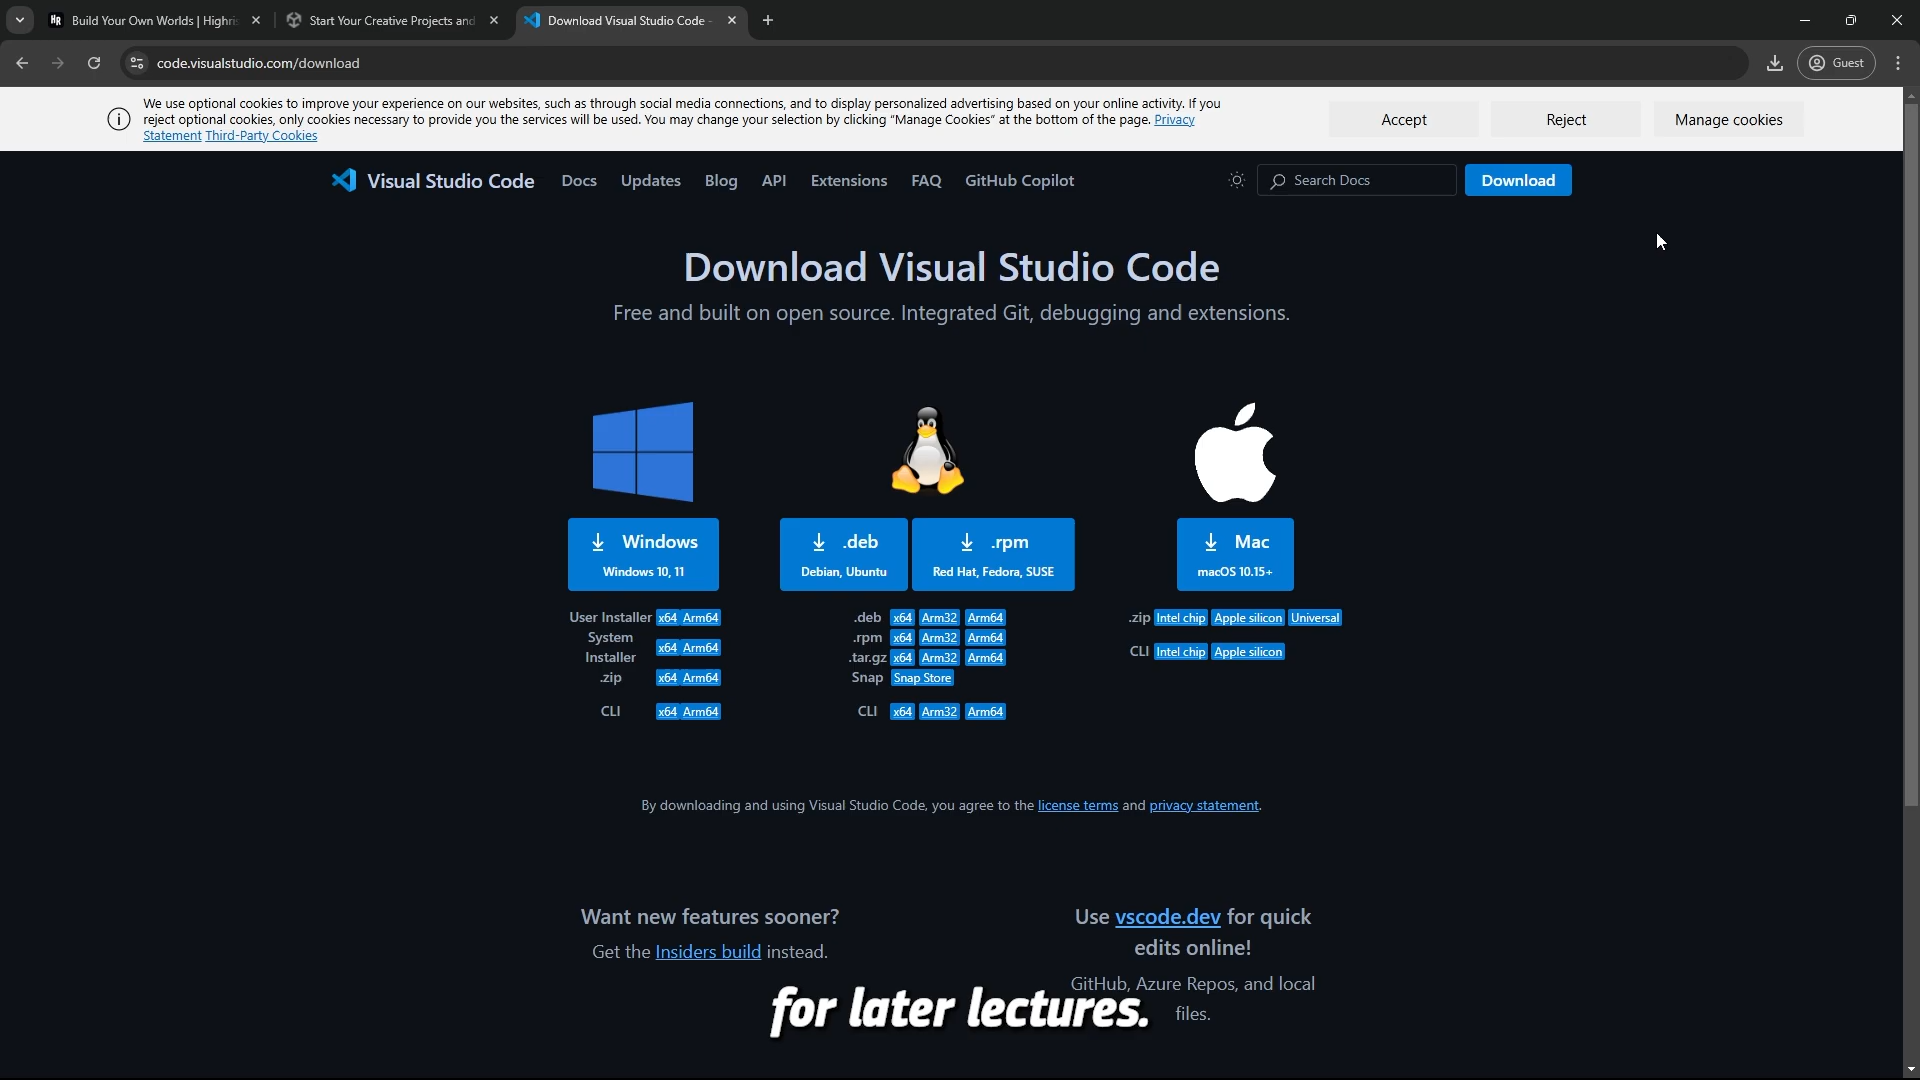 HR Build Your Own Worlds | Highri
Start Your Creative Projects and
Download Visual Studio Code -
code.visualstudio.com/download
Guest
We use optional cookies to improve your experience on our websites, such as through social media connections, and to display personalized advertising based on your online activity. If you
reject optional cookies, only cookies necessary to provide you the services will be used. You may change your selection by clicking "Manage Cookies" at the bottom of the page. Privacy
Statement Third-Party Cookies
Accept
Reject
Manage cookies
Visual Studio Code
Docs
Updates
Blog
API
Extensions
FAQ
GitHub Copilot
Search Docs
Download
Download Visual Studio Code
Free and built on open source. Integrated Git, debugging and extensions.
Windows
Windows 10, 11
.deb
Debian, Ubuntu
.rpm
Red Hat, Fedora, SUSE
Mac
macOS 10.15+
User Installer x64 Arm64
System
Installer x64 Arm64
.zip x64 Arm64
CLI x64 Arm64
.deb x64 Arm32 Arm64
.rpm x64 Arm32 Arm64
.tar.gz x64 Arm32 Arm64
Snap Snap Store
CLI x64 Arm32 Arm64
.zip Intel chip Apple silicon Universal
CLI Intel chip Apple silicon
By downloading and using Visual Studio Code, you agree to the license terms and privacy statement.
Want new features sooner?
Get the Insiders build instead.
Use vscode.dev for quick
edits online!
GitHub, Azure Repos, and local
files.
for later lectures.